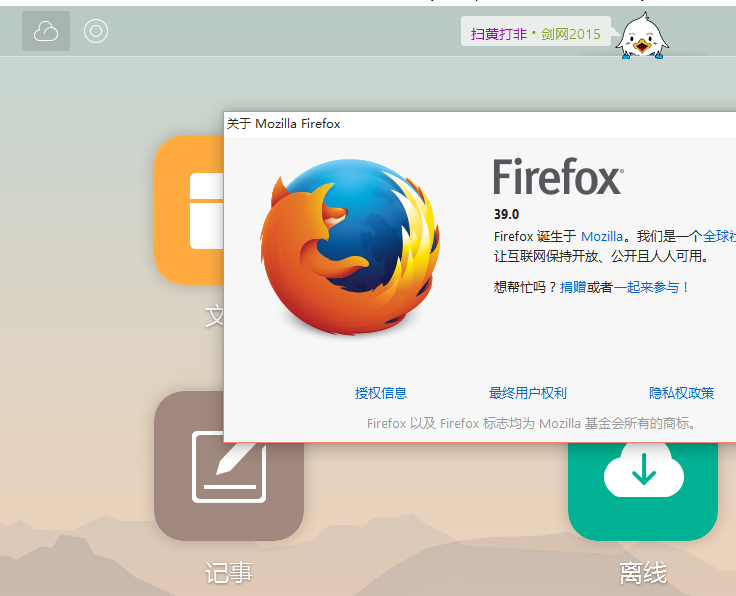 扫黄打非·剑网2015
关于 Mozilla Firefox
Firefox
39.0
Firefox 诞生于 Mozilla。我们是一个全球社
让互联网保持开放、公开且人人可用。
想帮忙吗？捐赠或者一起来参与！
授权信息 最终用户权利 隐私权政策
Firefox 以及 Firefox 标志均为 Mozilla 基金会所有的商标。
文
记事 离线